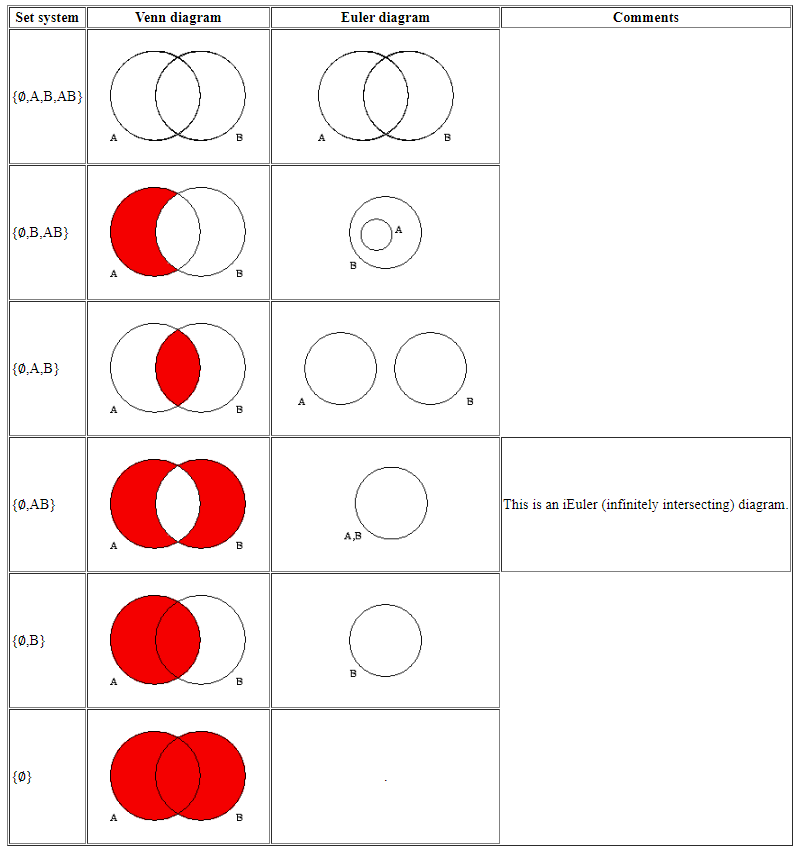 Set system Venn diagram Euler diagram Comments
{∅,A,B,AB} A B A B
{∅,B,AB} A B A B
{∅,A,B} A B A B
{∅,AB} A B A,B This is an iEuler (infinitely intersecting) diagram.
{∅,B} A B B
{∅} A B